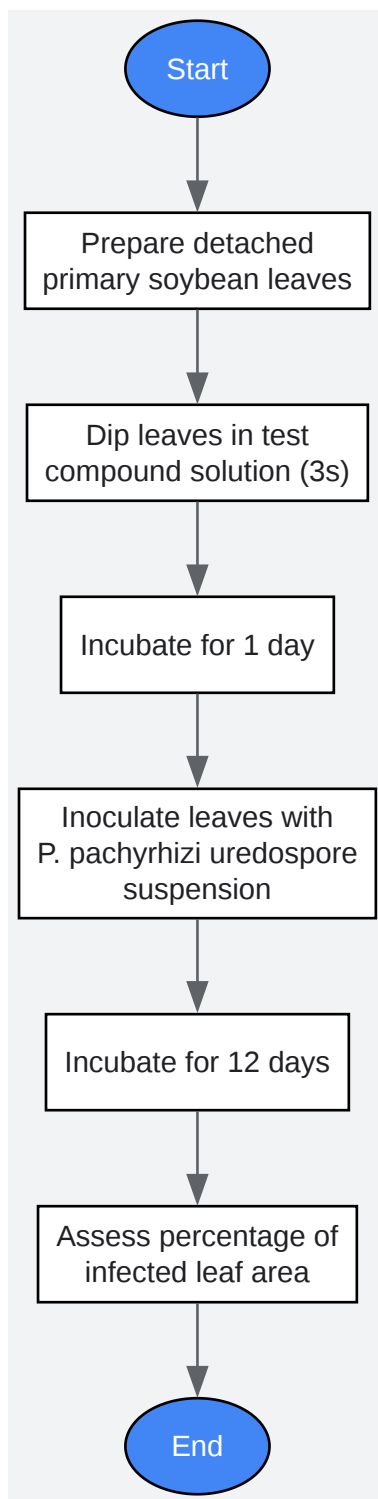 Start
Prepare detached
primary soybean leaves
Dip leaves in test
compound solution (3s)
Incubate for 1 day
Inoculate leaves with
P. pachyrhizi uredospore
suspension
Incubate for 12 days
Assess percentage of
infected leaf area
End